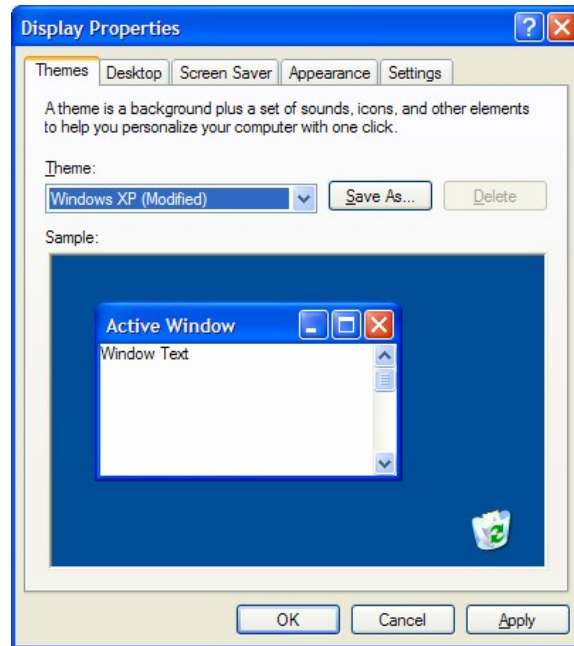 Display Properties
Themes Desktop Screen Saver Appearance Settings
A theme is a background plus a set of sounds, icons, and other elements
to help you personalize your computer with one click.
Theme:
Windows XP (Modified) Save As... Delete
Sample:
Active Window
Window Text
OK Cancel Apply